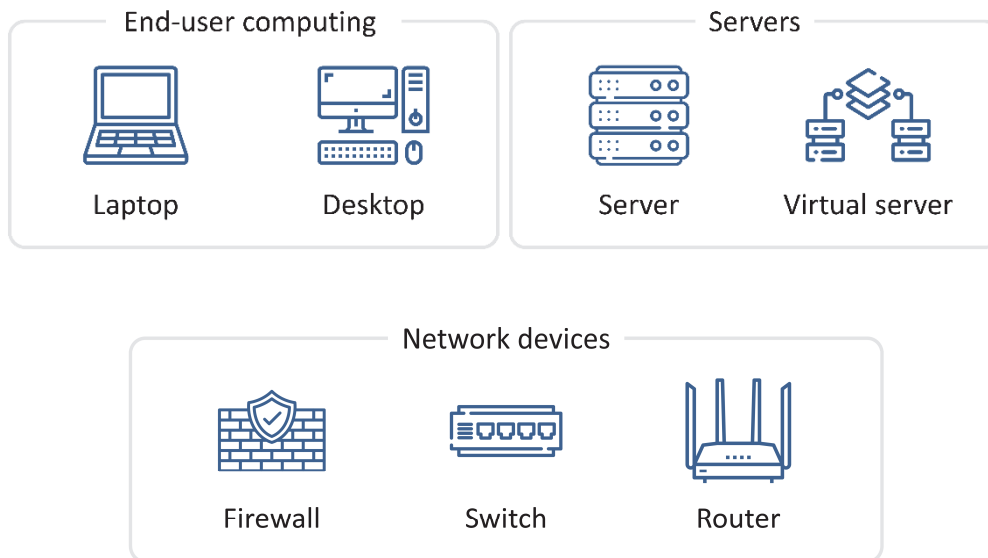 End-user computing
Servers
Laptop
Desktop
Server
Virtual server
Network devices
Firewall
Switch
Router